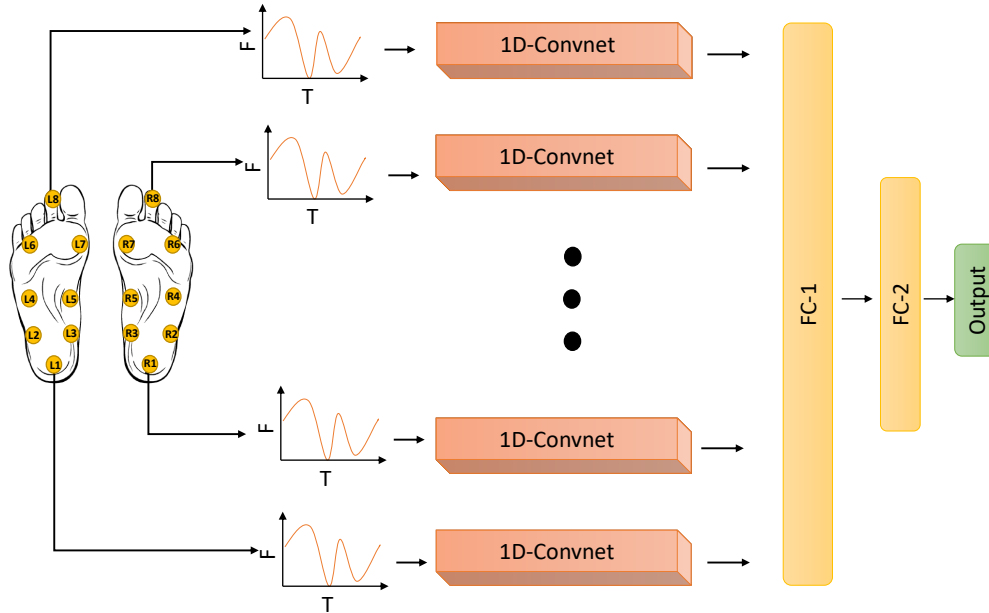 F
T
1D-Convnet
F
T
1D-Convnet
L8
R8
L6
L7
R7
R6
L4
L5
R5
R4
L2
L3
R3
R2
L1
R1
F
T
1D-Convnet
F
T
1D-Convnet
FC-1
FC-2
Output